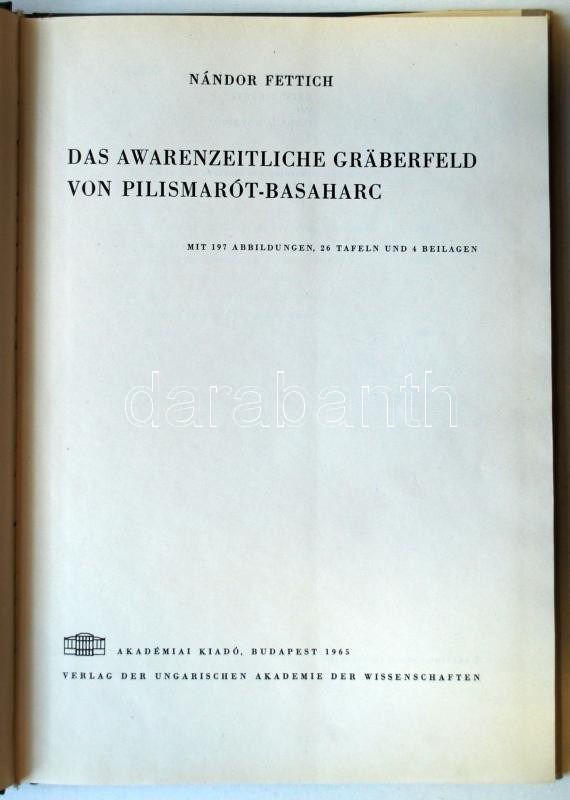 NÁNDOR FETTICH
DAS AWARENZEITLICHE GRÄBERFELD
VON PILISMARÓT-BASAHARC
MIT 197 ABBILDUNGEN, 26 TAFELN UND 4 BEILAGEN
darabanth
AKADÉMIAI KIADÓ, BUDAPEST 1965
VERLAG DER UNGARISCHEN AKADEMIE DER WISSENSCHAFTEN